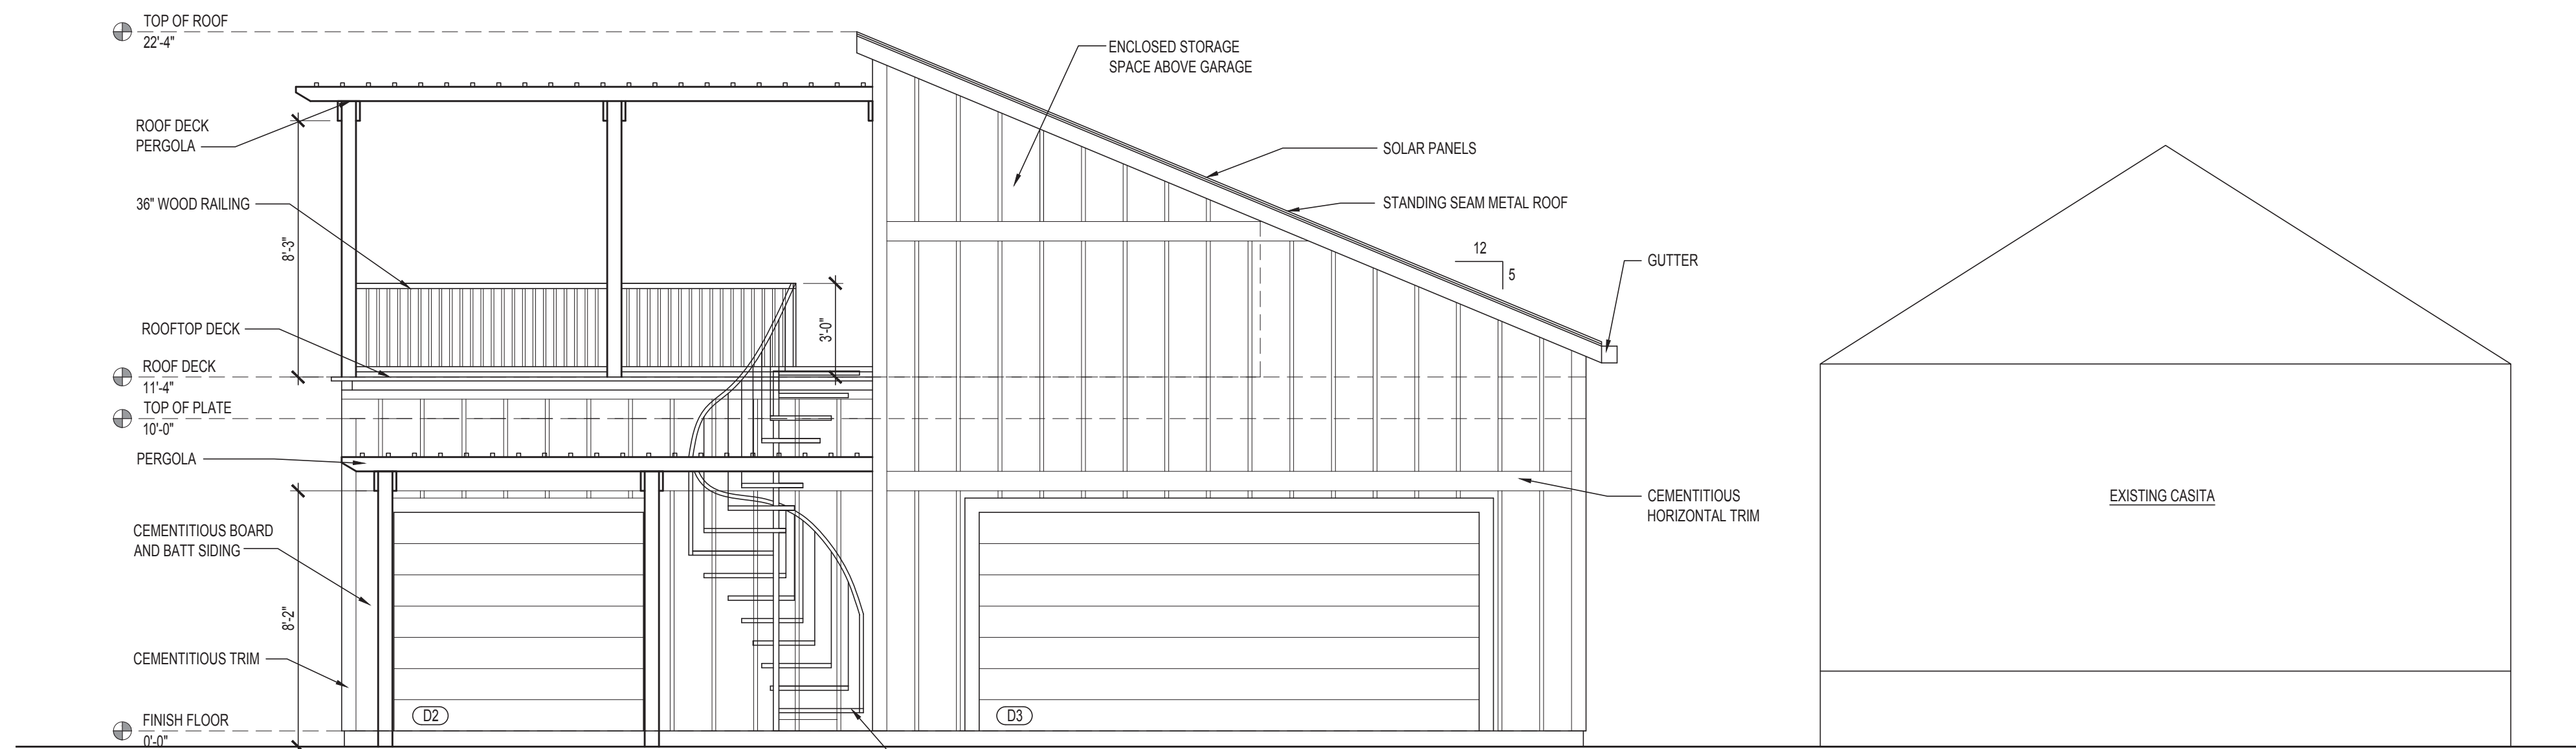 TOP OF ROOF
22'-4"
ENCLOSED STORAGE
SPACE ABOVE GARAGE
ROOF DECK
PERGOLA
SOLAR PANELS
36" WOOD RAILING
STANDING SEAM METAL ROOF
8'-3"
12
5
GUTTER
ROOFTOP DECK
3'-0"
ROOF DECK
11'-4"
TOP OF PLATE
10'-0"
PERGOLA
CEMENTITIOUS
HORIZONTAL TRIM
EXISTING CASITA
CEMENTITIOUS BOARD
AND BATT SIDING
8'-2"
CEMENTITIOUS TRIM
D2
D3
FINISH FLOOR
0'-0"